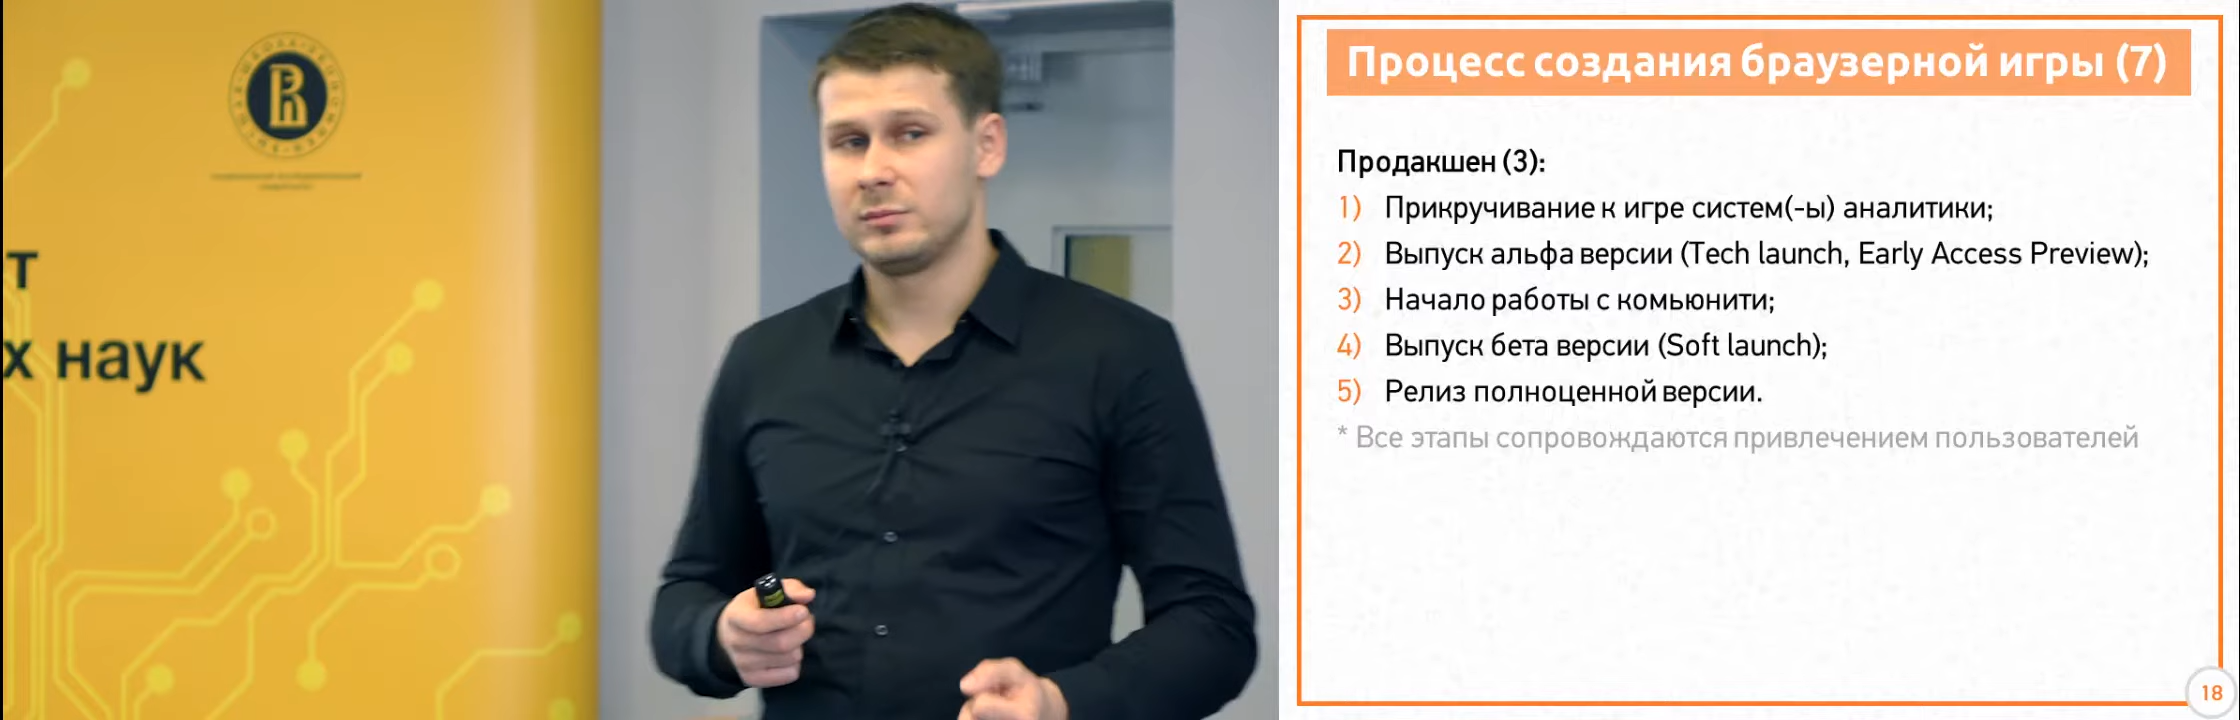 т
х наук
Процесс создания браузерной игры (7)
Продакшен (3):
1) Прикручивание к игре систем(-ы) аналитики;
2) Выпуск альфа версии (Tech launch, Early Access Preview);
3) Начало работы с комьюнити;
4) Выпуск бета версии (Soft launch);
5) Релиз полноценной версии.
* Все этапы сопровождаются привлечением пользователей
18